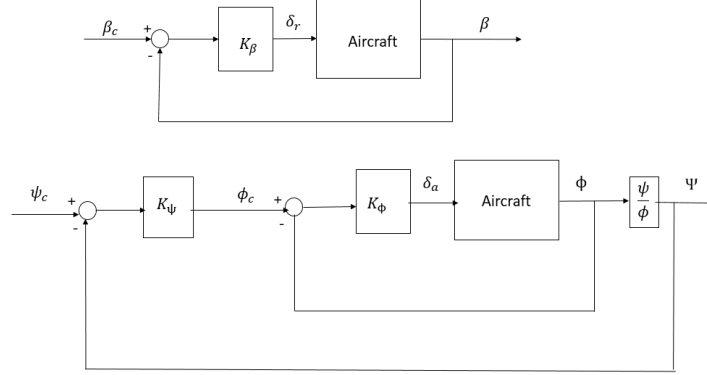 β_c + - K_β δ_r Aircraft β
ψ_c + - K_Ψ ϕ_c + - K_Φ δ_a Aircraft Φ ψ/ϕ Ψ